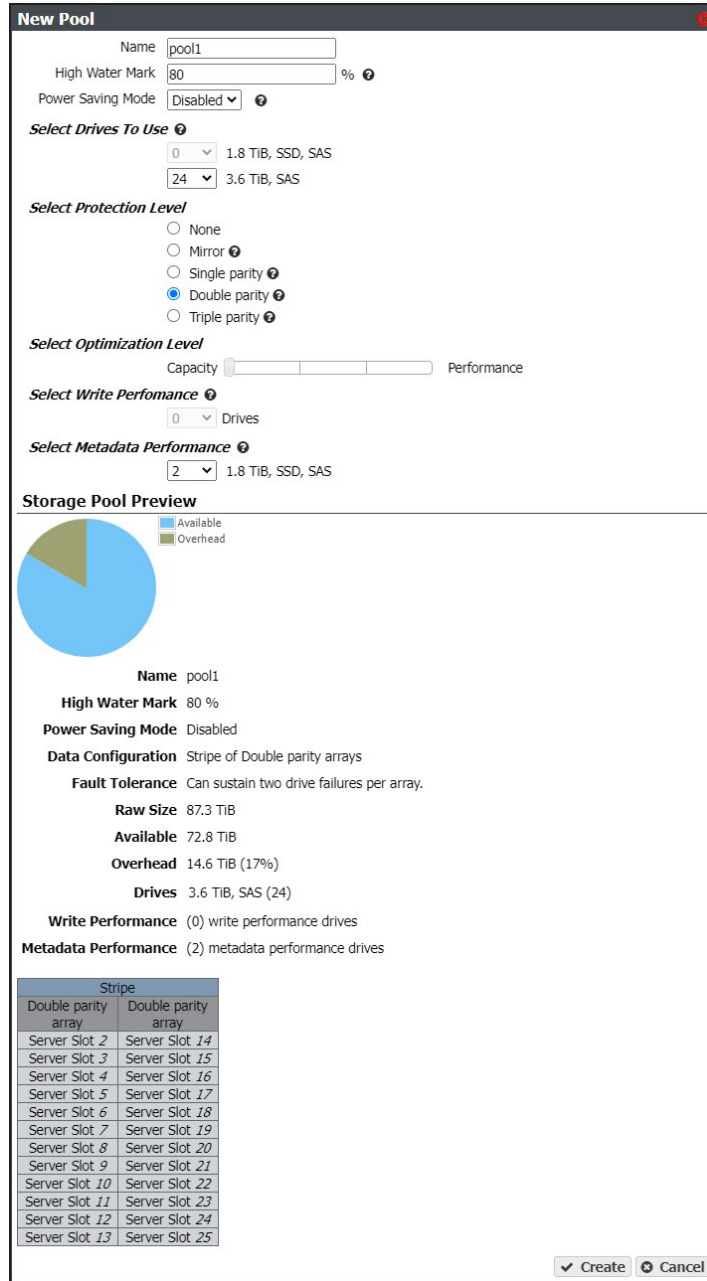 New Pool
Name pool1
High Water Mark 80 %
Power Saving Mode Disabled
Select Drives To Use
0 1.8 TiB, SSD, SAS
24 3.6 TiB, SAS
Select Protection Level
None
Mirror
Single parity
Double parity
Triple parity
Select Optimization Level
Capacity Performance
Select Write Perfomance
0 Drives
Select Metadata Performance
2 1.8 TiB, SSD, SAS
Storage Pool Preview
Available
Overhead
Name pool1
High Water Mark 80 %
Power Saving Mode Disabled
Data Configuration Stripe of Double parity arrays
Fault Tolerance Can sustain two drive failures per array.
Raw Size 87.3 TiB
Available 72.8 TiB
Overhead 14.6 TiB (17%)
Drives 3.6 TiB, SAS (24)
Write Performance (0) write performance drives
Metadata Performance (2) metadata performance drives
Stripe
Double parity Double parity
array array
Server Slot 2 Server Slot 14
Server Slot 3 Server Slot 15
Server Slot 4 Server Slot 16
Server Slot 5 Server Slot 17
Server Slot 6 Server Slot 18
Server Slot 7 Server Slot 19
Server Slot 8 Server Slot 20
Server Slot 9 Server Slot 21
Server Slot 10 Server Slot 22
Server Slot 11 Server Slot 23
Server Slot 12 Server Slot 24
Server Slot 13 Server Slot 25
Create Cancel